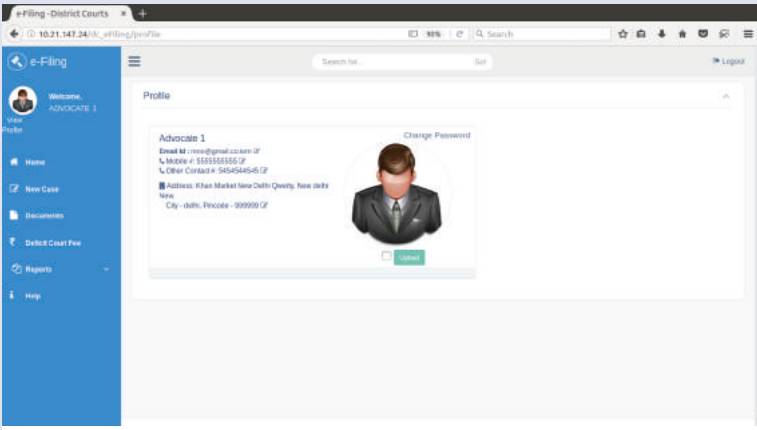 e-Filing - District Courts × +
10.21.147.24/dc_efiling/profile 90% Search
e-Filing
Search for... Go!
Logout
Welcome,
ADVOCATE 1
View
Profile
Profile
Home
New Case
Documents
Deficit Court Fee
Reports
Help
Advocate 1
Change Password
Email Id :
Mobile #: 5555555555
Other Contact #: 5454544545
Address: Khan Market New Delhi Qwerty, New delhi
New,
City - delhi, Pincode - 999999
Upload